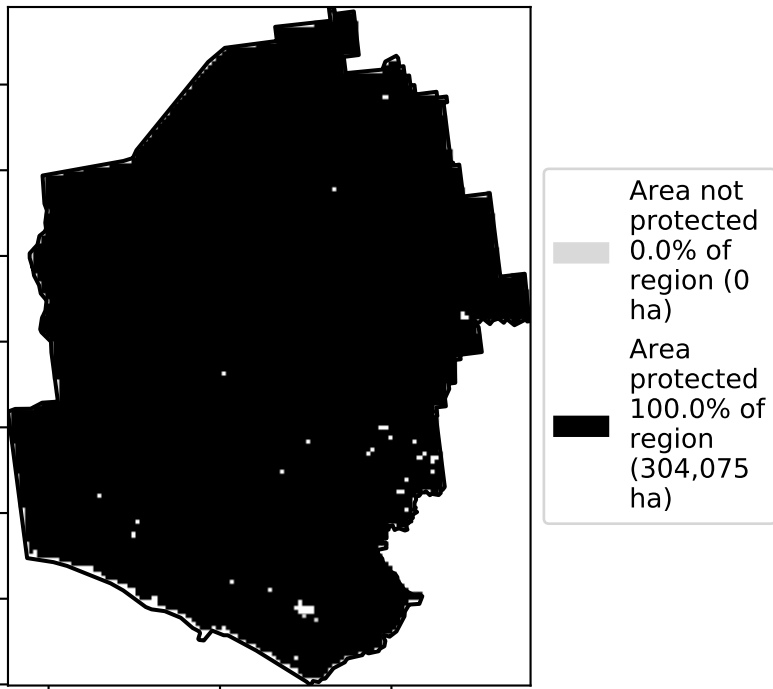 Area not
protected
0.0% of
region (0
ha)
Area
protected
100.0% of
region
(304,075
ha)